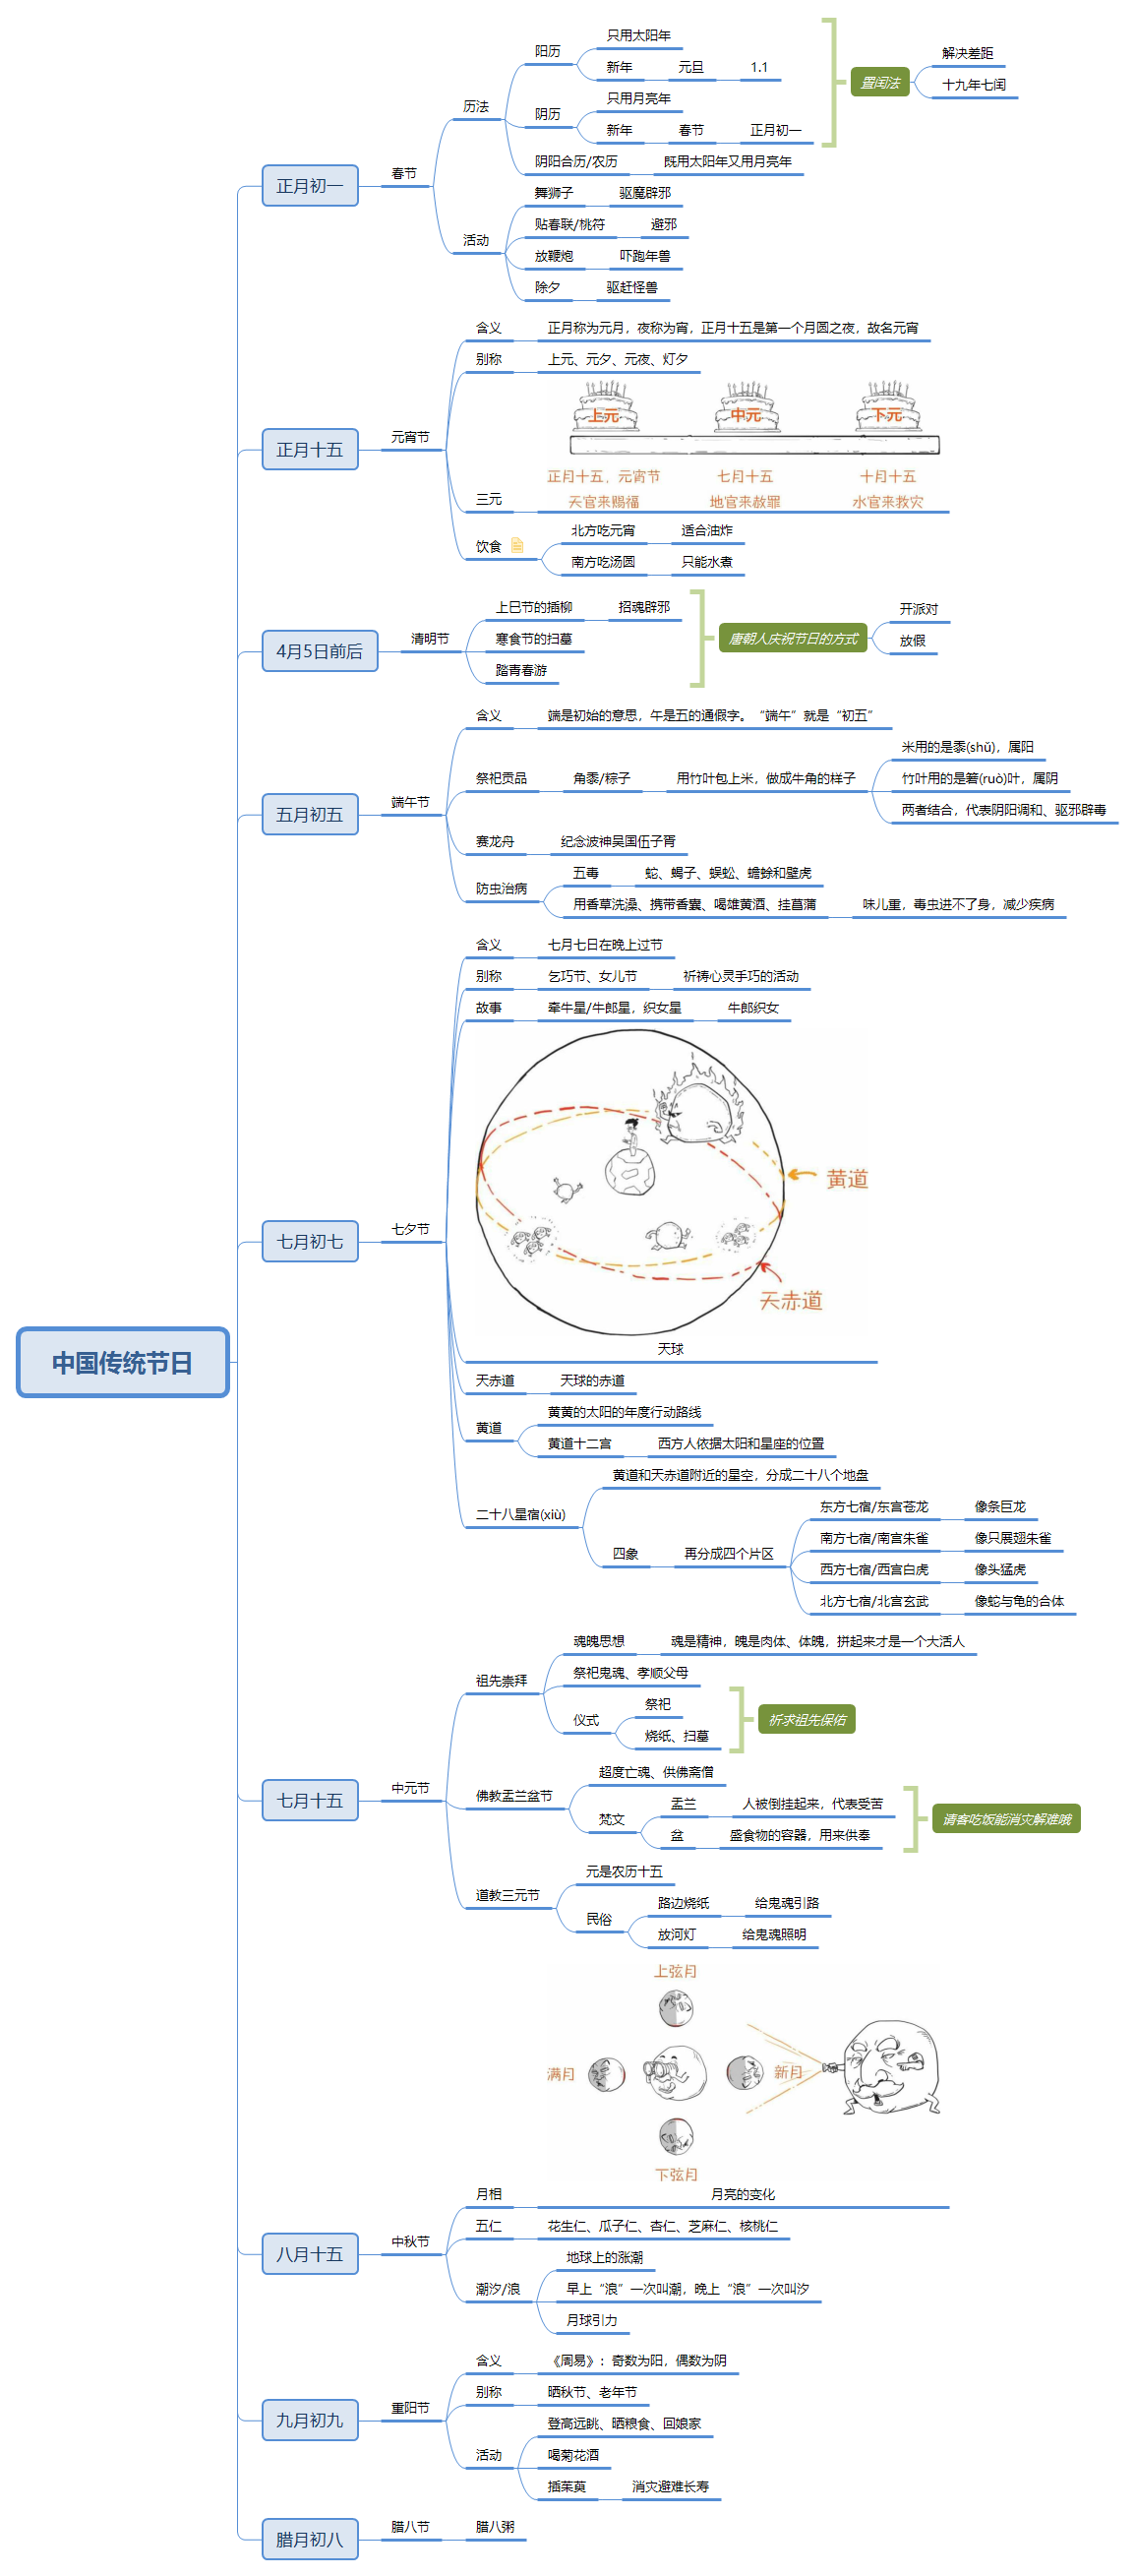 中国传统节日
正月初一
春节
历法
阳历
只用太阳年
新年
元旦
1.1
阴历
只用月亮年
新年
春节
正月初一
置闰法
解决差距
十九年七闰
阴阳合历/农历
既用太阳年又用月亮年
活动
舞狮子
驱魔辟邪
贴春联/桃符
避邪
放鞭炮
吓跑年兽
除夕
驱赶怪兽
正月十五
元宵节
含义
正月称为元月，夜称为宵，正月十五是第一个月圆之夜，故名元宵
别称
上元、元夕、元夜、灯夕
三元
上元
中元
下元
正月十五，元宵节
七月十五
十月十五
天官来赐福
地官来赦罪
水官来救灾
饮食
北方吃元宵
适合油炸
南方吃汤圆
只能水煮
4月5日前后
清明节
上巳节的插柳
招魂辟邪
寒食节的扫墓
踏青春游
唐朝人庆祝节日的方式
开派对
放假
五月初五
端午节
含义
端是初始的意思，午是五的通假字。“端午”就是“初五”
祭祀贡品
角黍/粽子
用竹叶包上米，做成牛角的样子
米用的是黍(shǔ)，属阳
竹叶用的是箬(ruò)叶，属阴
两者结合，代表阴阳调和、驱邪辟毒
赛龙舟
纪念波神吴国伍子胥
防虫治病
五毒
蛇、蝎子、蜈蚣、蟾蜍和壁虎
用香草洗澡、携带香囊、喝雄黄酒、挂菖蒲
味儿重，毒虫进不了身，减少疾病
七月初七
七夕节
含义
七月七日在晚上过节
别称
乞巧节、女儿节
祈祷心灵手巧的活动
故事
牵牛星/牛郎星，织女星
牛郎织女
黄道
天赤道
天球
天赤道
天球的赤道
黄道
黄黄的太阳的年度行动路线
黄道十二宫
西方人依据太阳和星座的位置
二十八星宿(xiù)
黄道和天赤道附近的星空，分成二十八个地盘
四象
再分成四个片区
东方七宿/东宫苍龙
像条巨龙
南方七宿/南宫朱雀
像只展翅朱雀
西方七宿/西宫白虎
像头猛虎
北方七宿/北宫玄武
像蛇与龟的合体
七月十五
中元节
祖先崇拜
魂魄思想
魂是精神，魄是肉体、体魄，拼起来才是一个大活人
祭祀鬼魂、孝顺父母
仪式
祭祀
烧纸、扫墓
祈求祖先保佑
佛教盂兰盆节
超度亡魂、供佛斋僧
梵文
盂兰
人被倒挂起来，代表受苦
盆
盛食物的容器，用来供奉
请客吃饭能消灾解难哦
道教三元节
元是农历十五
民俗
路边烧纸
给鬼魂引路
放河灯
给鬼魂照明
八月十五
中秋节
上弦月
满月
新月
下弦月
月相
月亮的变化
五仁
花生仁、瓜子仁、杏仁、芝麻仁、核桃仁
潮汐/浪
地球上的涨潮
早上“浪”一次叫潮，晚上“浪”一次叫汐
月球引力
九月初九
重阳节
含义
《周易》：奇数为阳，偶数为阴
别称
晒秋节、老年节
活动
登高远眺、晒粮食、回娘家
喝菊花酒
插茱萸
消灾避难长寿
腊月初八
腊八节
腊八粥